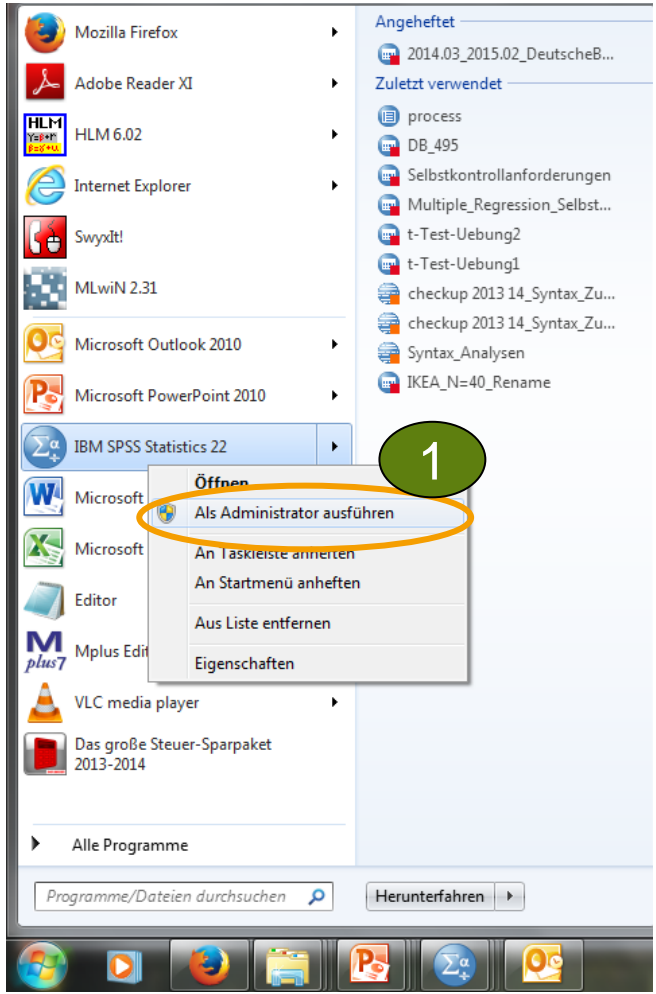 Mozilla Firefox
Adobe Reader XI
HLM
Y=β+r
β=γ+u
HLM 6.02
Internet Explorer
SwyxIt!
MLwiN 2.31
Microsoft Outlook 2010
Microsoft PowerPoint 2010
Σα
IBM SPSS Statistics 22
Microsoft
Microsoft
Editor
M
plus7
Mplus Edit
VLC media player
Das große Steuer-Sparpaket
2013-2014
Alle Programme
Programme/Dateien durchsuchen
Herunterfahren
Angeheftet
2014.03_2015.02_DeutscheB...
Zuletzt verwendet
process
DB_495
Selbstkontrollanforderungen
Multiple_Regression_Selbst...
t-Test-Uebung2
t-Test-Uebung1
checkup 2013 14_Syntax_Zu...
checkup 2013 14_Syntax_Zu...
Syntax_Analysen
IKEA_N=40_Rename
1
Öffnen
Als Administrator ausführen
An Taskleiste anheften
An Startmenü anheften
Aus Liste entfernen
Eigenschaften